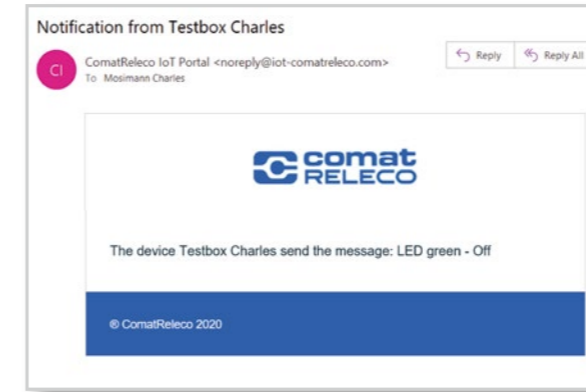 Notification from Testbox Charles
CI
ComatReleco IoT Portal <noreply@iot-comatreleco.com>
To Mosimann Charles
Reply
Reply All
comat
RELECO
The device Testbox Charles send the message: LED green - Off
® ComatReleco 2020